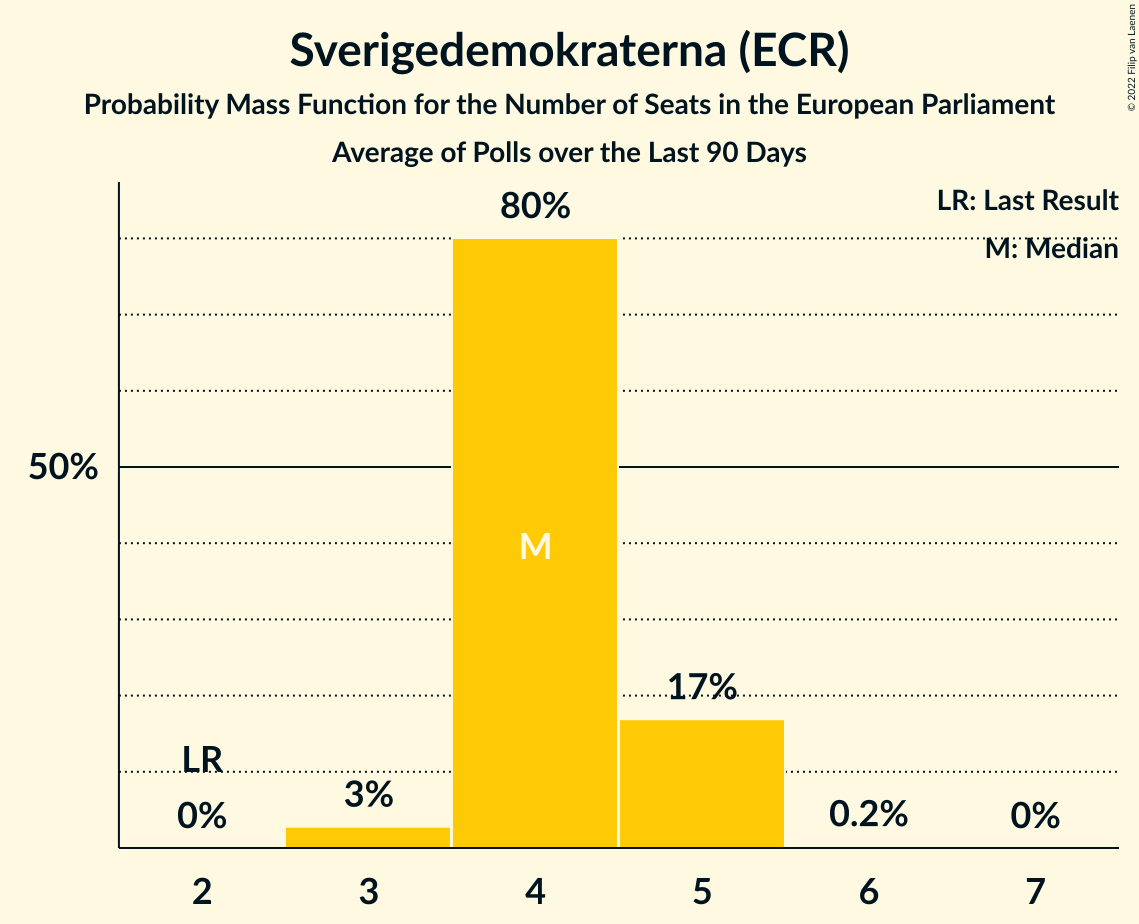 Sverigedemokraterna (ECR)
Probability Mass Function for the Number of Seats in the European Parliament
Average of Polls over the Last 90 Days
© 2022 Filip van Laenen
LR: Last Result
M: Median
80%
50%
M
17%
LR
3%
0%
0.2%
0%
2 3 4 5 6 7